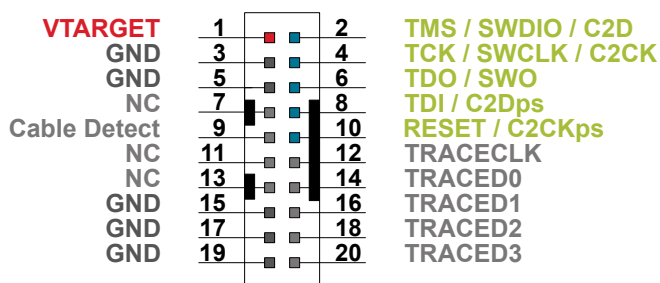 VTARGET 1 2 TMS / SWDIO / C2D
GND 3 4 TCK / SWCLK / C2CK
GND 5 6 TDO / SWO
NC 7 8 TDI / C2Dps
Cable Detect 9 10 RESET / C2CKps
NC 11 12 TRACECLK
NC 13 14 TRACED0
GND 15 16 TRACED1
GND 17 18 TRACED2
GND 19 20 TRACED3